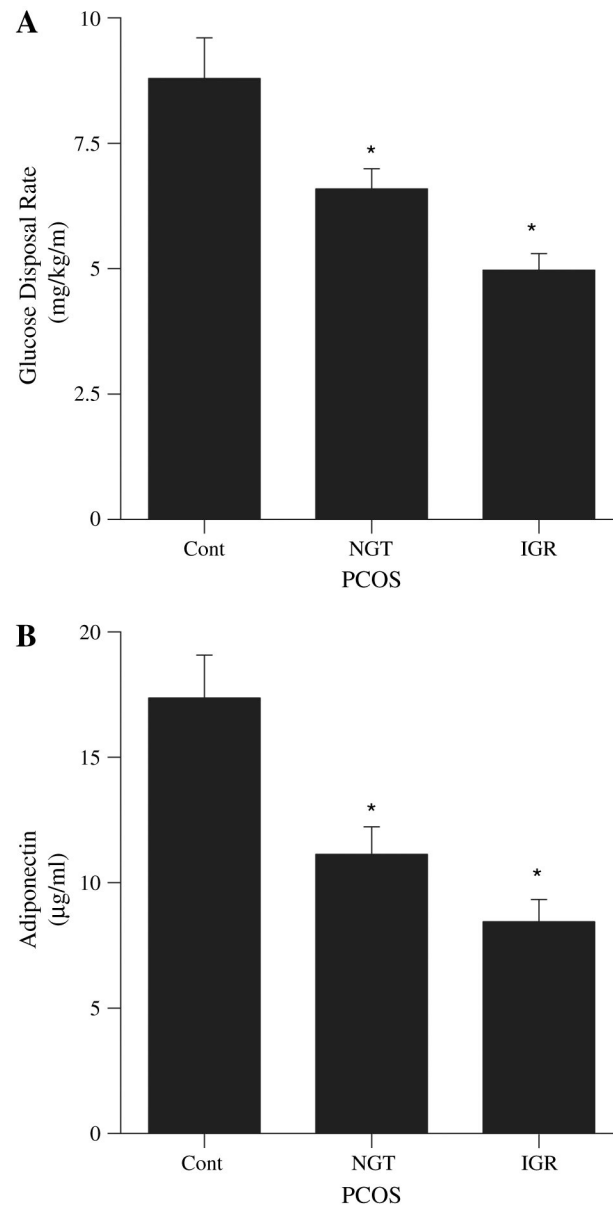 A
10
7.5
5
2.5
0
Glucose Disposal Rate
(mg/kg/m)
*
*
Cont NGT IGR
PCOS
B
20
15
10
5
0
Adiponectin
(μg/ml)
*
*
Cont NGT IGR
PCOS